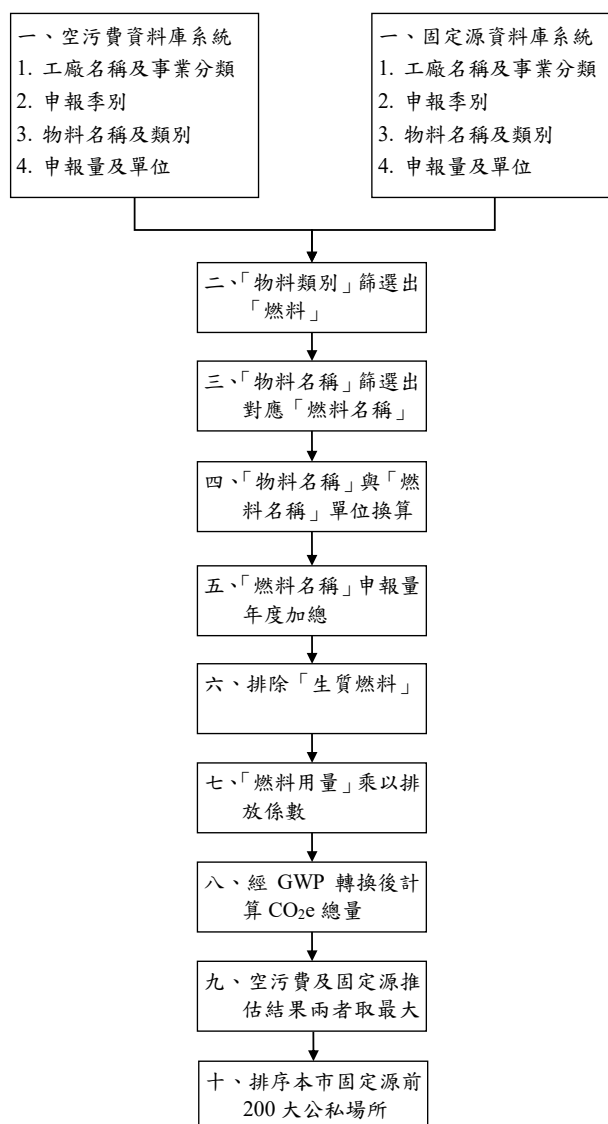 一、空污費資料庫系統
1. 工廠名稱及事業分類
2. 申報季別
3. 物料名稱及類別
4. 申報量及單位
一、固定源資料庫系統
1. 工廠名稱及事業分類
2. 申報季別
3. 物料名稱及類別
4. 申報量及單位
二、「物料類別」篩選出
「燃料」
三、「物料名稱」篩選出
對應「燃料名稱」
四、「物料名稱」與「燃
料名稱」單位換算
五、「燃料名稱」申報量
年度加總
六、排除「生質燃料」
七、「燃料用量」乘以排
放係數
八、經 GWP 轉換後計
算 CO₂e 總量
九、空污費及固定源推
估結果兩者取最大
十、排序本市固定源前
200 大公私場所